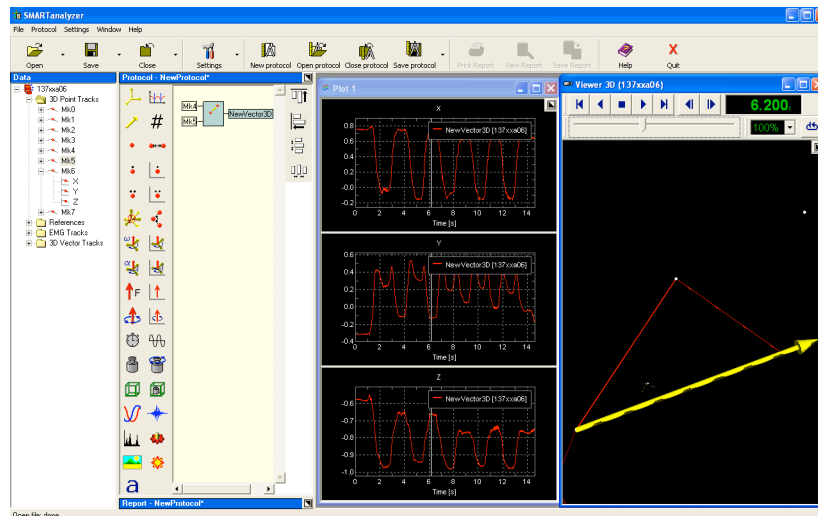 SMARTanalyzer
File Protocol Settings Window Help
Open Save Close Settings New protocol Open protocol Close protocol Save protocol Print Report View Report Save Report Help Quit
Data
137xxa06
3D Point Tracks
Mk0
Mk1
Mk2
Mk3
Mk4
Mk5
Mk6
X
Y
Z
Mk7
References
EMG Tracks
3D Vector Tracks
Protocol - NewProtocol*
#
ω
α
F
a
Mk4
Mk5
NewVector3D
Report - NewProtocol*
Plot 1
X
NewVector3D [137xxa06]
0.8
0.6
0.4
0.2
-0.0
-0.2
0 2 4 6 8 10 12 14
Time [s]
Y
NewVector3D [137xxa06]
0.6
0.4
0.2
0.0
-0.2
-0.4
0 2 4 6 8 10 12 14
Time [s]
Z
NewVector3D [137xxa06]
-0.6
-0.7
-0.8
-0.9
-1.0
0 2 4 6 8 10 12 14
Time [s]
Viewer 3D (137xxa06)
6.200s
100%
Open file: done